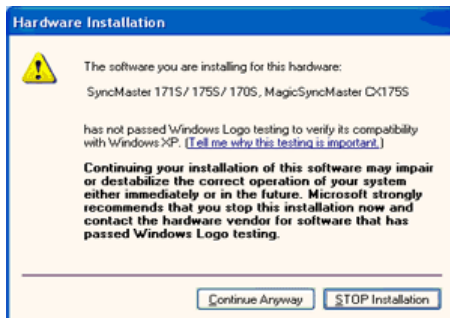 Hardware Installation
The software you are installing for this hardware:
SyncMaster 171S/ 175S/ 170S, MagicSyncMaster CX175S
has not passed Windows Logo testing to verify its compatibility
with Windows XP. (Tell me why this testing is important.)
Continuing your installation of this software may impair
or destabilize the correct operation of your system
either immediately or in the future. Microsoft strongly
recommends that you stop this installation now and
contact the hardware vendor for software that has
passed Windows Logo testing.
Continue Anyway STOP Installation